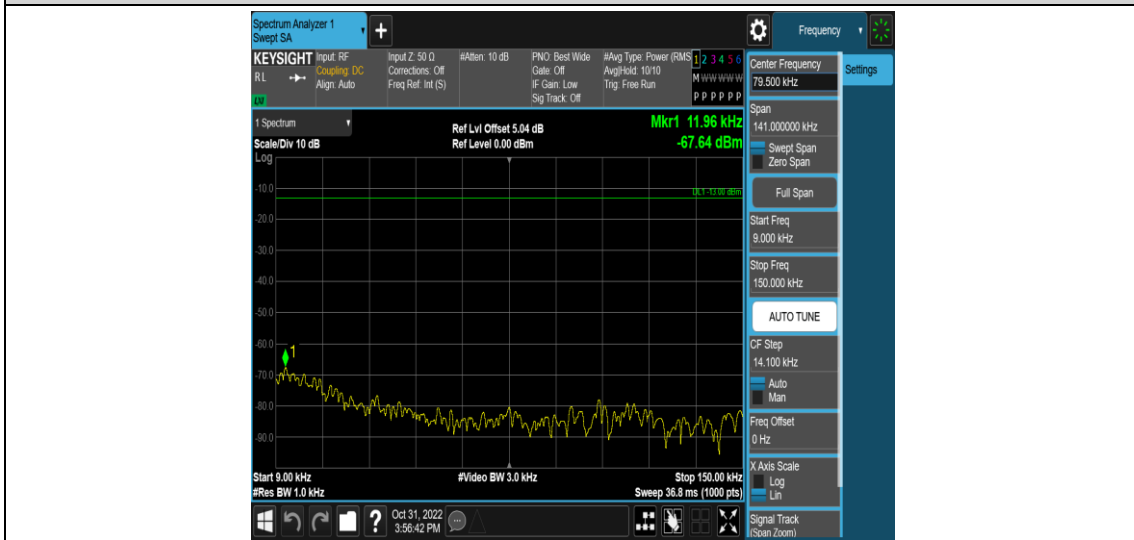 Spectrum Analyzer 1
Swept SA
+
Frequency
KEYSIGHT
RL
LXI
Input: RF
Coupling: DC
Align: Auto
Input Z: 50 Ω
Corrections: Off
Freq Ref: Int (S)
#Atten: 10 dB
PNO: Best Wide
Gate: Off
IF Gain: Low
Sig Track: Off
#Avg Type: Power (RMS
Avg|Hold: 10/10
Trig: Free Run
1 2 3 4 5 6
M W W W W W
P P P P P P
1 Spectrum
Scale/Div 10 dB
Log
Ref Lvl Offset 5.04 dB
Ref Level 0.00 dBm
Mkr1 11.96 kHz
-67.64 dBm
DL1 -13.00 dBm
-10.0
-20.0
-30.0
-40.0
-50.0
-60.0
1
-70.0
-80.0
-90.0
Start 9.00 kHz
#Video BW 3.0 kHz
Stop 150.00 kHz
#Res BW 1.0 kHz
Sweep 36.8 ms (1000 pts)
Center Frequency
79.500 kHz
Settings
Span
141.000000 kHz
Swept Span
Zero Span
Full Span
Start Freq
9.000 kHz
Stop Freq
150.000 kHz
AUTO TUNE
CF Step
14.100 kHz
Auto
Man
Freq Offset
0 Hz
X Axis Scale
Log
Lin
Signal Track
(Span Zoom)
?
Oct 31, 2022
3:56:42 PM